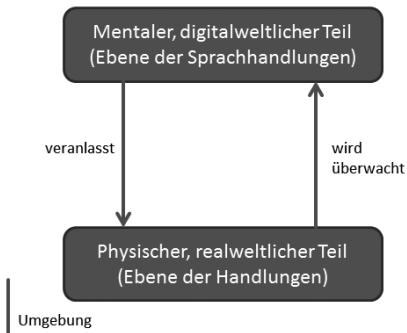 Mentaler, digitalweltlicher Teil
(Ebene der Sprachhandlungen)
veranlasst
wird
überwacht
Physischer, realweltlicher Teil
(Ebene der Handlungen)
Umgebung